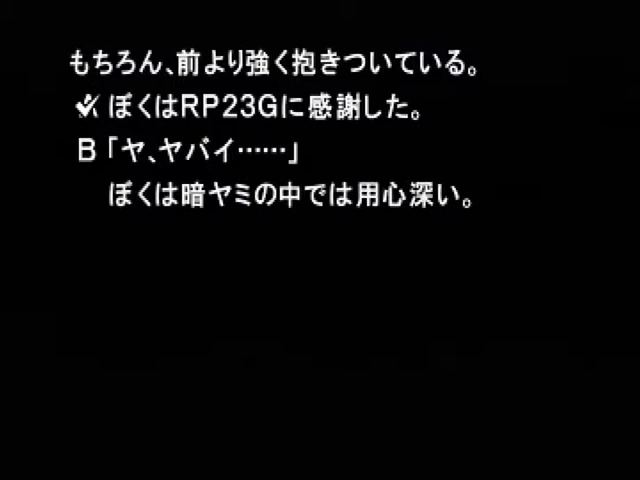 もちろん、前より強く抱きついている。
ぼくはRP23Gに感謝した。
B「ヤ、ヤバイ……」
ぼくは暗ヤミの中では用心深い。